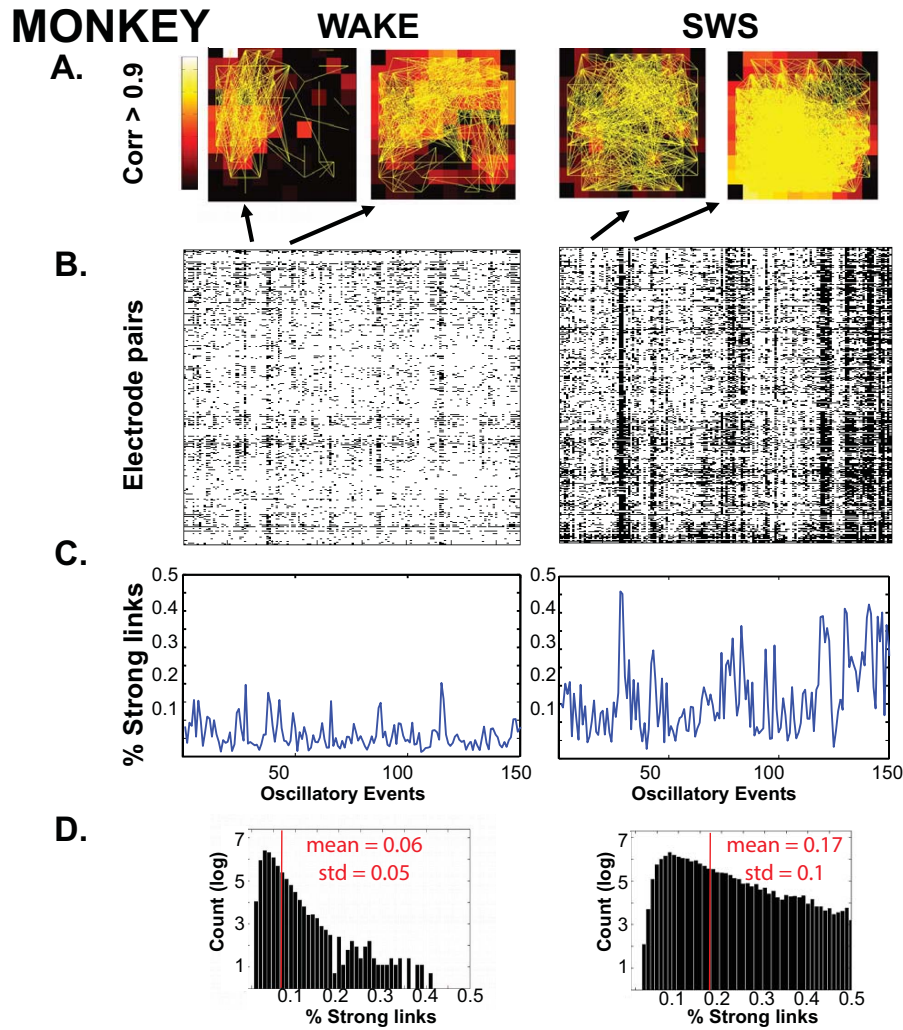 MONKEY WAKE SWS
A.
Corr > 0.9
B.
Electrode pairs
C.
% Strong links
0.5
0.4
0.3
0.2
0.1
50 100 150
Oscillatory Events
0.5
0.4
0.3
0.2
0.1
50 100 150
Oscillatory Events
D.
Count (log)
7
5
3
1
mean = 0.06
std = 0.05
0.1 0.2 0.3 0.4 0.5
% Strong links
Count (log)
7
5
3
1
mean = 0.17
std = 0.1
0.1 0.2 0.3 0.4 0.5
% Strong links